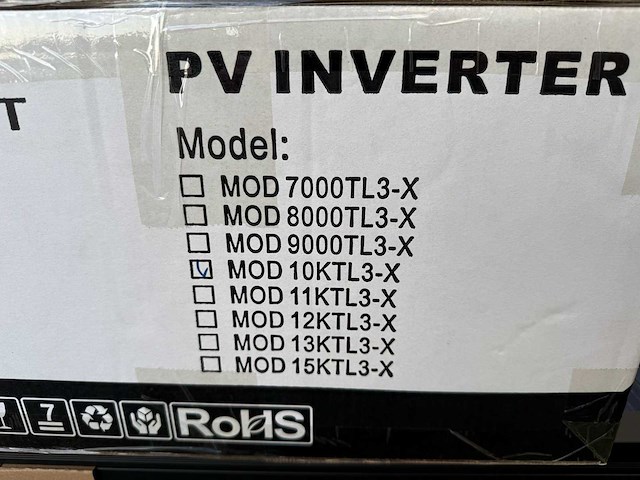 PV INVERTER
T
Model:
MOD 7000TL3-X
MOD 8000TL3-X
MOD 9000TL3-X
MOD 10KTL3-X
MOD 11KTL3-X
MOD 12KTL3-X
MOD 13KTL3-X
MOD 15KTL3-X
7
RoHS